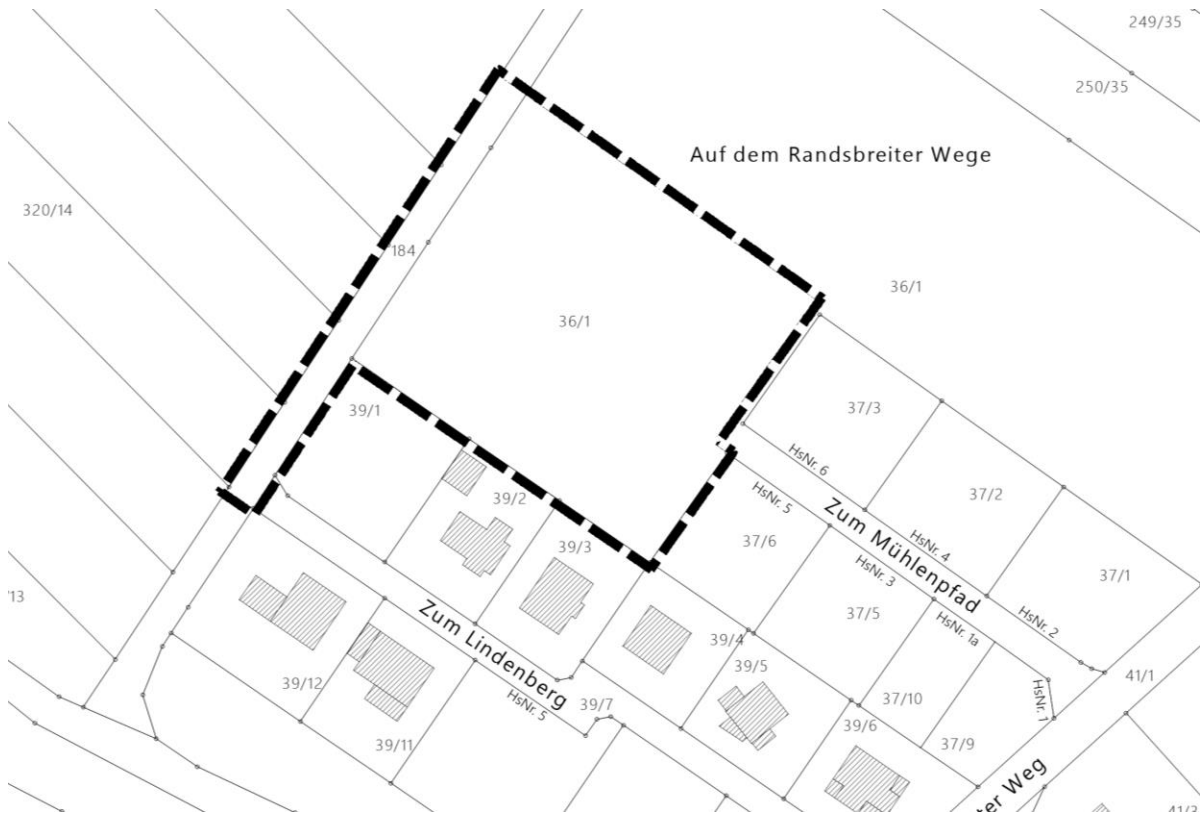 249/35
250/35
Auf dem Randsbreiter Wege
320/14
184
36/1
36/1
39/1
37/3
HsNr. 6
37/2
39/2
HsNr. 5
39/3
37/6
Zum Mühlenpfad
HsNr. 4
37/1
HsNr. 3
13
37/5
HsNr. 2
Zum Lindenberg
HsNr. 1a
39/4
39/5
41/1
39/12
HsNr. 5
39/7
37/10
HsNr. 1
39/11
39/6
37/9
ter Weg
41/3